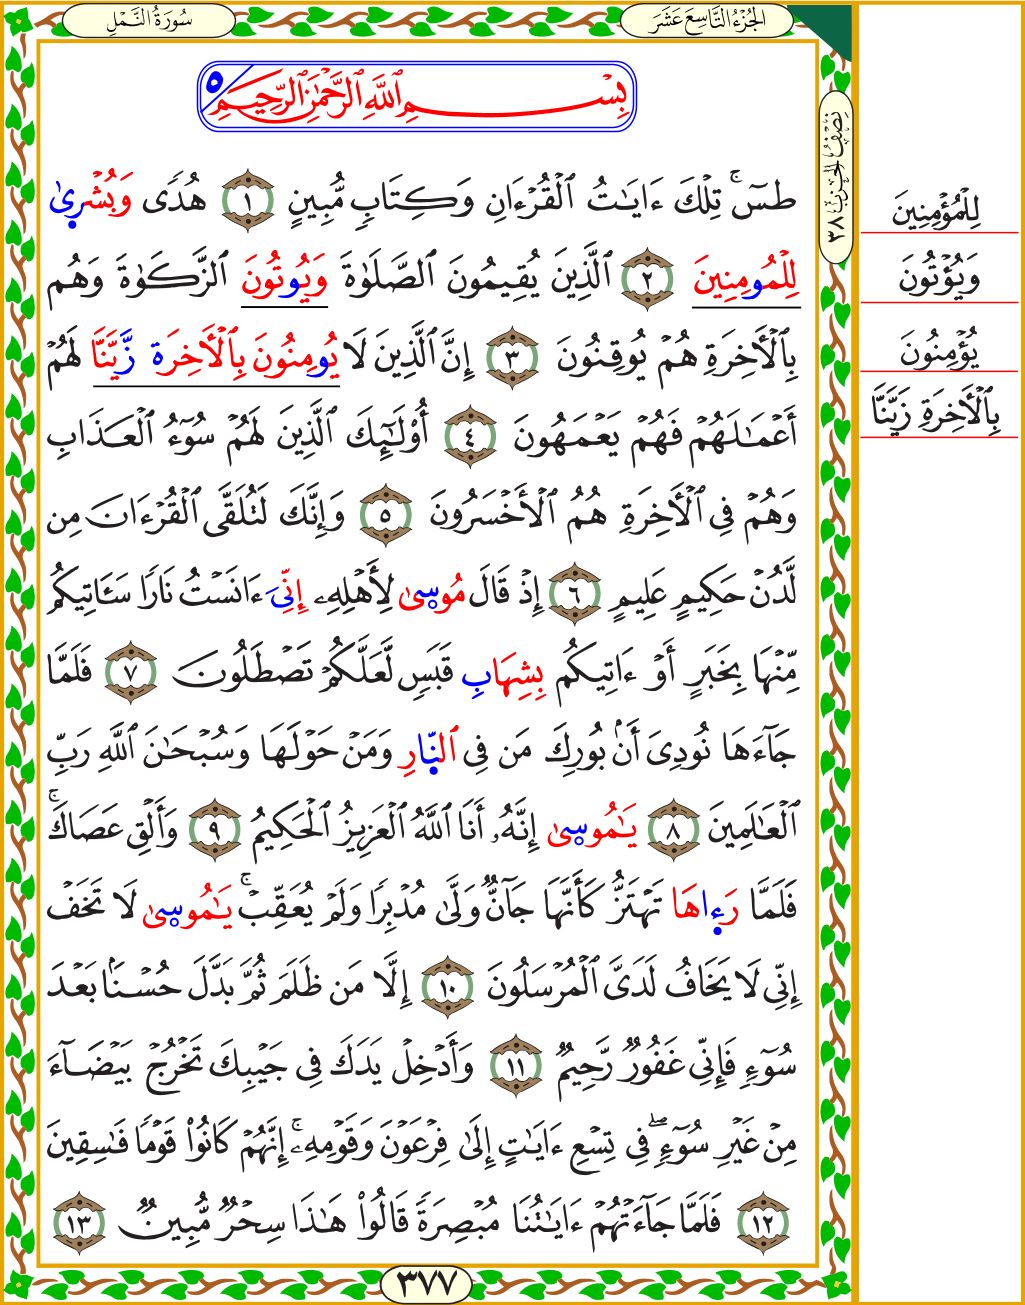 سُورَةُ النَّمْلِ
الجُزْءُ التَّاسِعَ عَشَرَ
نِصْفُ الحِزْبِ ٣٨
بِسْمِ ٱللَّهِ ٱلرَّحْمَٰنِ ٱلرَّحِيمِ ٥
طسٓ ۚ تِلْكَ ءَايَٰتُ ٱلْقُرْءَانِ وَكِتَابٍ مُّبِينٍ ١ هُدًى وَبُشْرِىٰ
لِلْمُومِنِينَ ٢ ٱلَّذِينَ يُقِيمُونَ ٱلصَّلَوٰةَ وَيُوتُونَ ٱلزَّكَوٰةَ وَهُم
بِٱلْأَخِرَةِ هُمْ يُوقِنُونَ ٣ إِنَّ ٱلَّذِينَ لَا يُومِنُونَ بِٱلْأَخِرَة زَّيَّنَّا لَهُمْ
أَعْمَٰلَهُمْ فَهُمْ يَعْمَهُونَ ٤ أُوْلَٰٓئِكَ ٱلَّذِينَ لَهُمْ سُوٓءُ ٱلْعَذَابِ
وَهُمْ فِى ٱلْأَخِرَةِ هُمُ ٱلْأَخْسَرُونَ ٥ وَإِنَّكَ لَتُلَقَّى ٱلْقُرْءَانَ مِن
لَّدُنْ حَكِيمٍ عَلِيمٍ ٦ إِذْ قَالَ مُوسِىٰ لِأَهْلِهِۦ إِنِّىَ ءَانَسْتُ نَارًا سَـَٔاتِيكُم
مِّنْهَا بِخَبَرٍ أَوْ ءَاتِيكُم بِشِهَابِ قَبَسٍ لَّعَلَّكُمْ تَصْطَلُونَ ٧ فَلَمَّا
جَآءَهَا نُودِىَ أَنۢ بُورِكَ مَن فِى ٱلنِّارِ وَمَنْ حَوْلَهَا وَسُبْحَٰنَ ٱللَّهِ رَبِّ
ٱلْعَٰلَمِينَ ٨ يَٰمُوسِىٰ إِنَّهُۥ أَنَا ٱللَّهُ ٱلْعَزِيزُ ٱلْحَكِيمُ ٩ وَأَلْقِ عَصَاكَ ۚ
فَلَمَّا رَءِاهَا تَهْتَزُّ كَأَنَّهَا جَآنٌّ وَلَّىٰ مُدْبِرًا وَلَمْ يُعَقِّبْ ۚ يَٰمُوسِىٰ لَا تَخَفْ
إِنِّى لَا يَخَافُ لَدَىَّ ٱلْمُرْسَلُونَ ١٠ إِلَّا مَن ظَلَمَ ثُمَّ بَدَّلَ حُسْنًۢا بَعْدَ
سُوٓءٍ فَإِنِّى غَفُورٌ رَّحِيمٌ ١١ وَأَدْخِلْ يَدَكَ فِى جَيْبِكَ تَخْرُجْ بَيْضَآءَ
مِنْ غَيْرِ سُوٓءٍ ۖ فِى تِسْعِ ءَايَٰتٍ إِلَىٰ فِرْعَوْنَ وَقَوْمِهِۦٓ ۚ إِنَّهُمْ كَانُوا۟ قَوْمًا فَٰسِقِينَ
١٢ فَلَمَّا جَآءَتْهُمْ ءَايَٰتُنَا مُبْصِرَةً قَالُوا۟ هَٰذَا سِحْرٌ مُّبِينٌ ١٣
٣٧٧
لِلْمُؤْمِنِينَ
وَيُؤْتُونَ
يُؤْمِنُونَ
بِٱلْأَخِرَةِ زَيَّنَّا